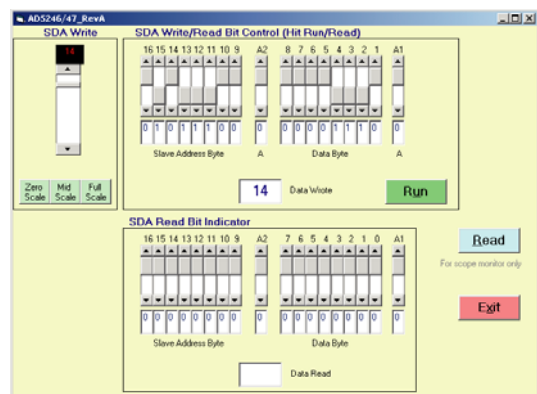 AD5246/47_RevA
SDA Write
SDA Write/Read Bit Control (Hit Run/Read)
14
16 15 14 13 12 11 10 9 A2 8 7 6 5 4 3 2 1 A1
0 1 0 1 1 1 0 0 0 0 0 0 0 1 1 1 0 0
Slave Address Byte A Data Byte A
Zero Scale
Mid Scale
Full Scale
14 Data Wrote
Run
SDA Read Bit Indicator
16 15 14 13 12 11 10 9 A2 7 6 5 4 3 2 1 0 A1
0 0 0 0 0 0 0 0 0 0 0 0 0 0 0 0 0 0
Slave Address Byte Data Byte
Data Read
Read
For scope monitor only
Exit